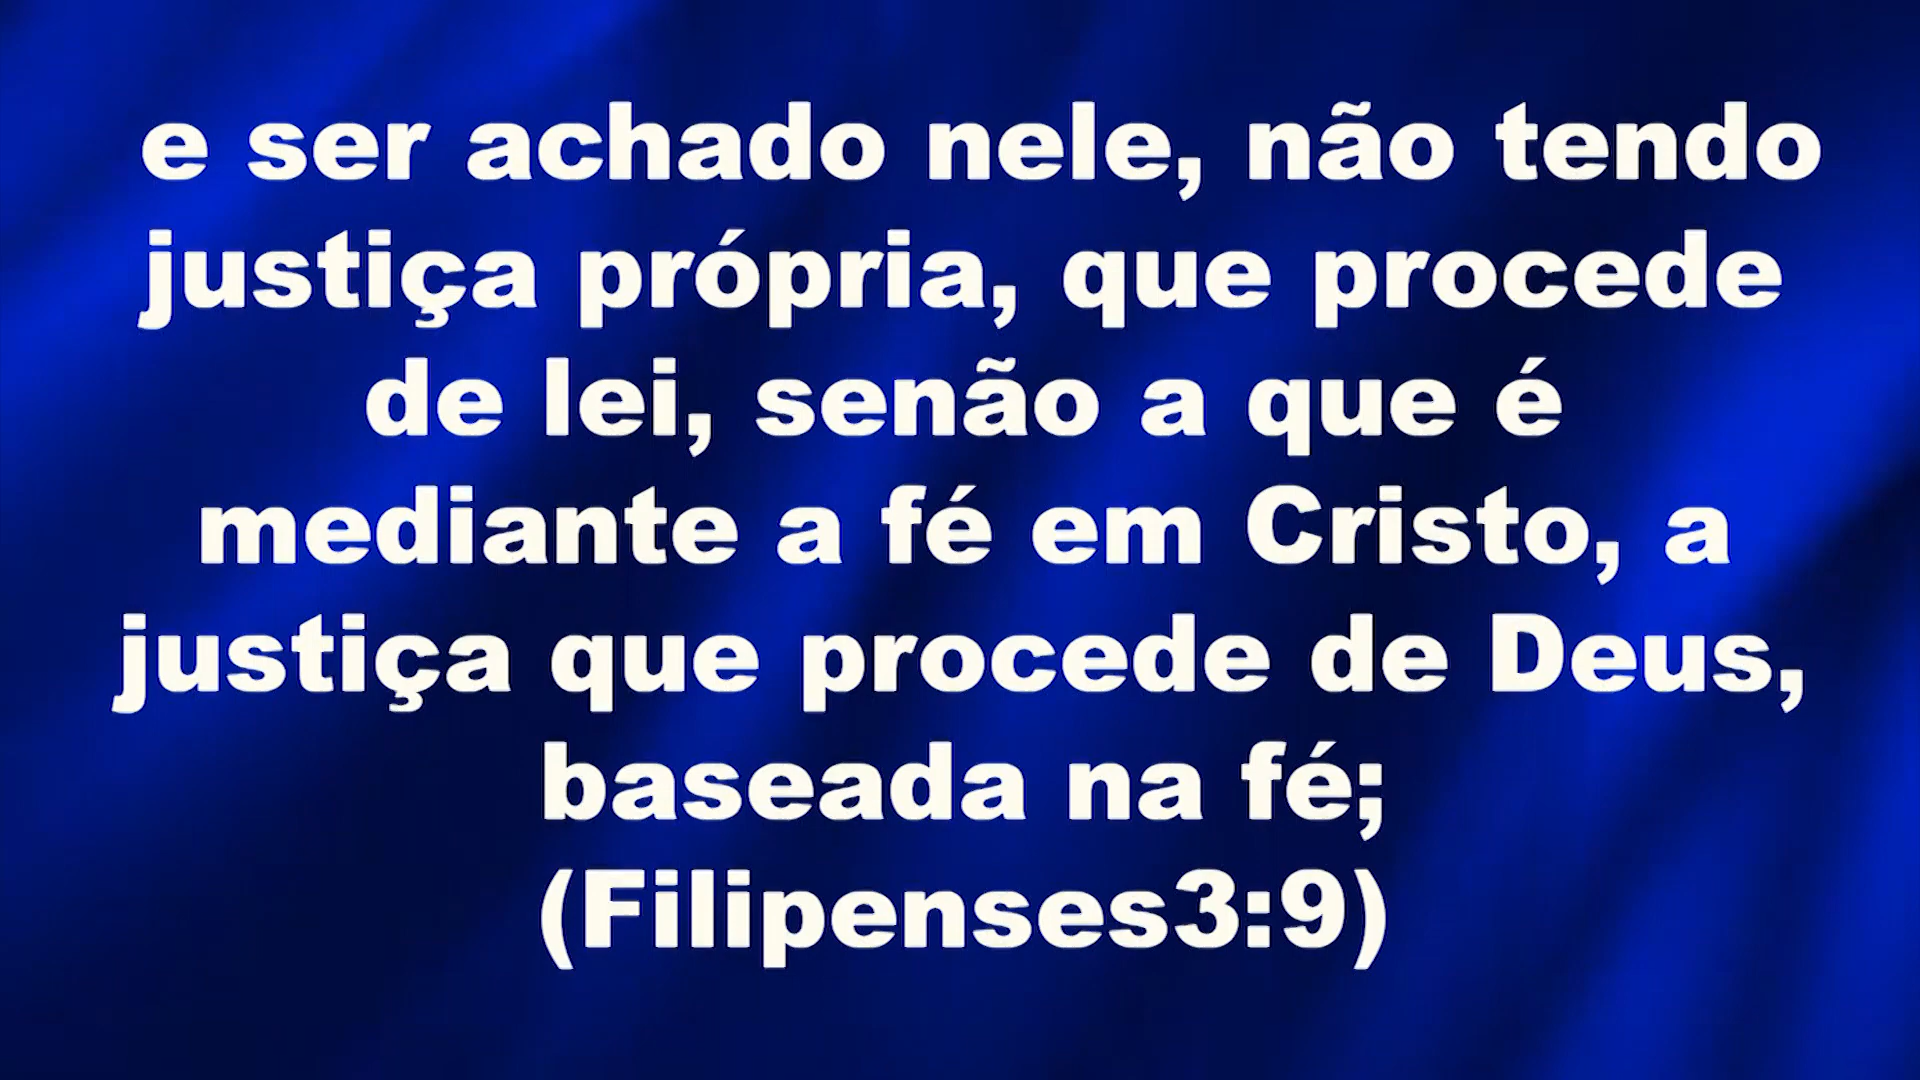 e ser achado nele, não tendo
justiça própria, que procede
de lei, senão a que é
mediante a fé em Cristo, a
justiça que procede de Deus,
baseada na fé;
(Filipenses3:9)